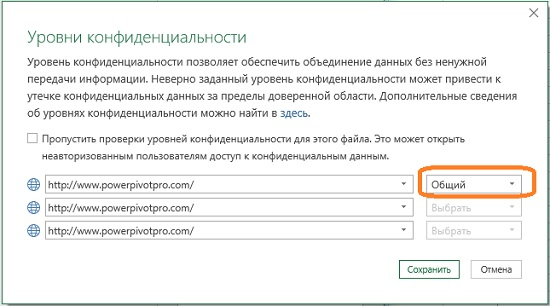 Уровни конфиденциальности
Уровень конфиденциальности позволяет обеспечить объединение данных без ненужной
передачи информации. Неверно заданный уровень конфиденциальности может привести к
утечке конфиденциальных данных за пределы доверенной области. Дополнительные сведения
об уровнях конфиденциальности можно найти в здесь.
Пропустить проверки уровней конфиденциальности для этого файла. Это может открыть
неавторизованным пользователям доступ к конфиденциальным данным.
http://www.powerpivotpro.com/ Общий
http://www.powerpivotpro.com/ Выбрать
http://www.powerpivotpro.com/ Выбрать
Сохранить Отмена